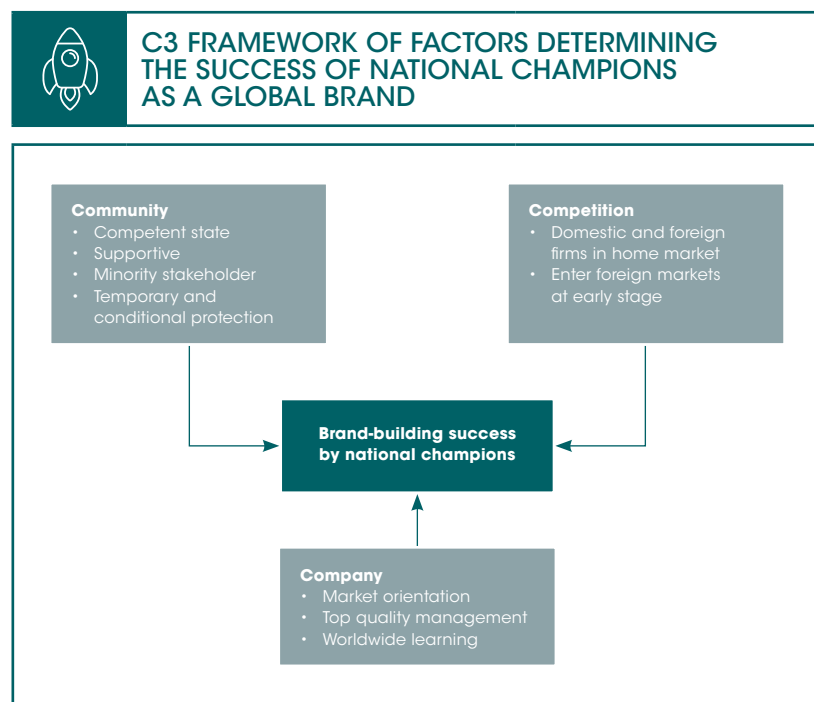 C3 FRAMEWORK OF FACTORS DETERMINING
THE SUCCESS OF NATIONAL CHAMPIONS
AS A GLOBAL BRAND
Community
• Competent state
• Supportive
• Minority stakeholder
• Temporary and
conditional protection
Competition
• Domestic and foreign
firms in home market
• Enter foreign markets
at early stage
Brand-building success
by national champions
Company
• Market orientation
• Top quality management
• Worldwide learning